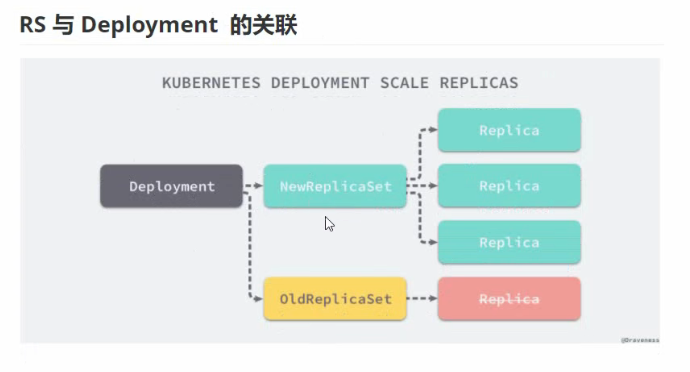 RS 与 Deployment 的关联
KUBERNETES DEPLOYMENT SCALE REPLICAS
Replica
Deployment
NewReplicaSet
Replica
Replica
OldReplicaSet
Replica
@Draveness